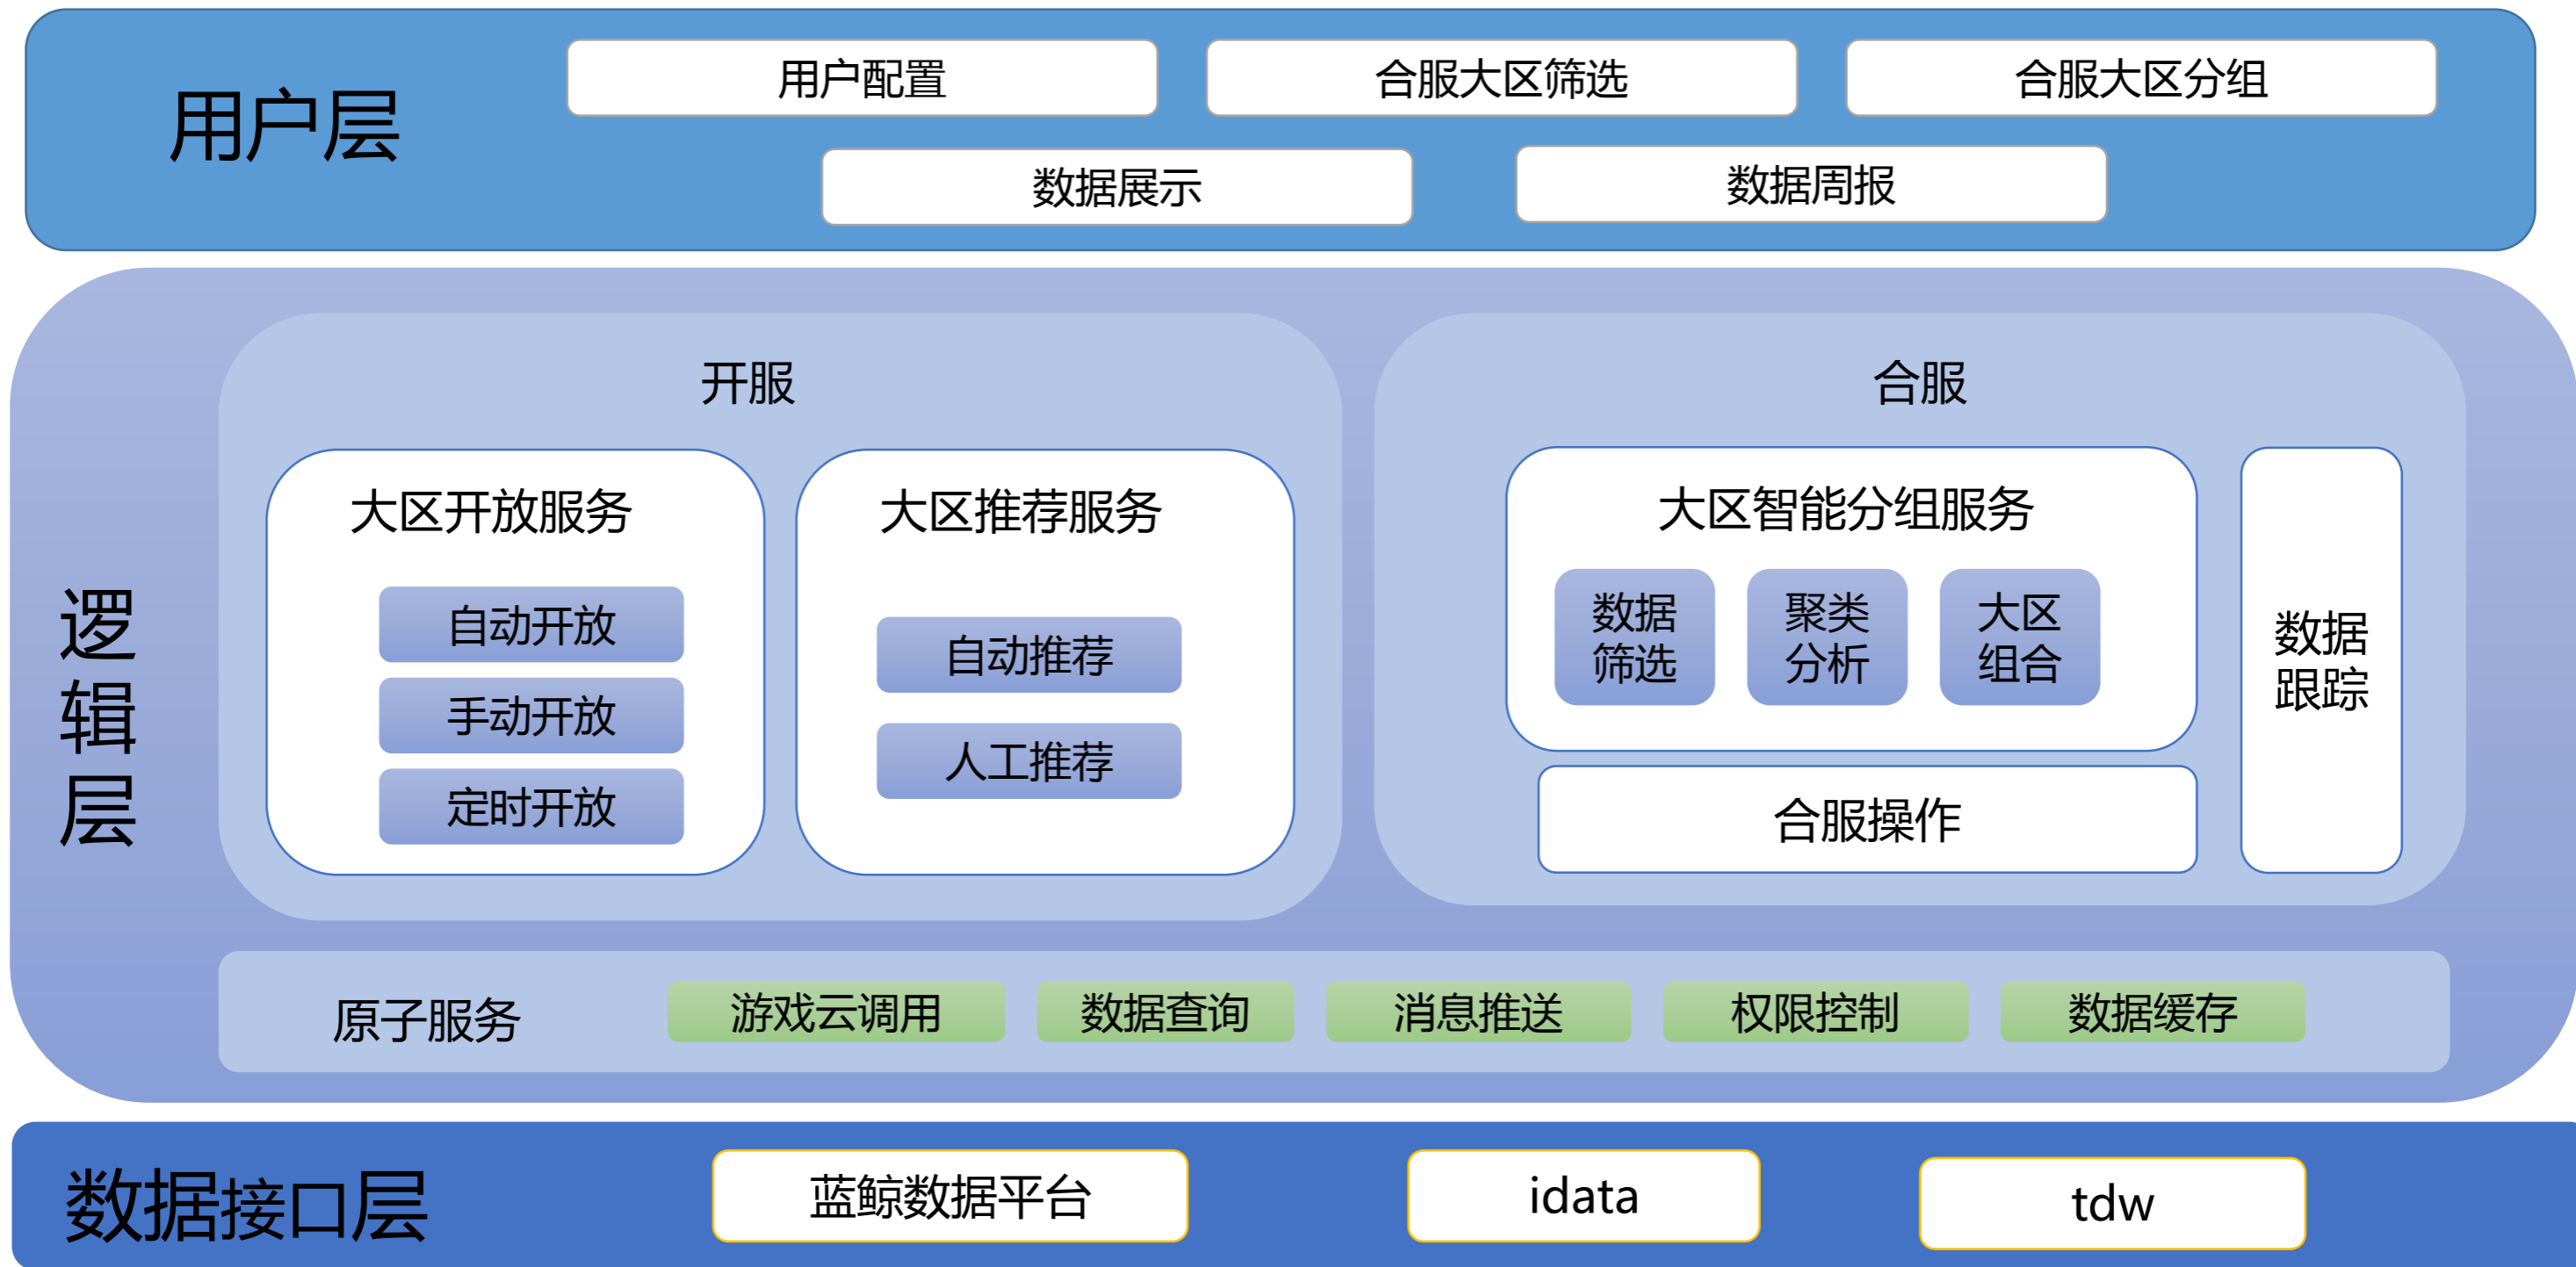 用户层
用户配置
合服大区筛选
合服大区分组
数据展示
数据周报
逻
辑
层
开服
大区开放服务
自动开放
手动开放
定时开放
大区推荐服务
自动推荐
人工推荐
合服
大区智能分组服务
数据
筛选
聚类
分析
大区
组合
合服操作
数据
跟踪
原子服务
游戏云调用
数据查询
消息推送
权限控制
数据缓存
数据接口层
蓝鲸数据平台
idata
tdw